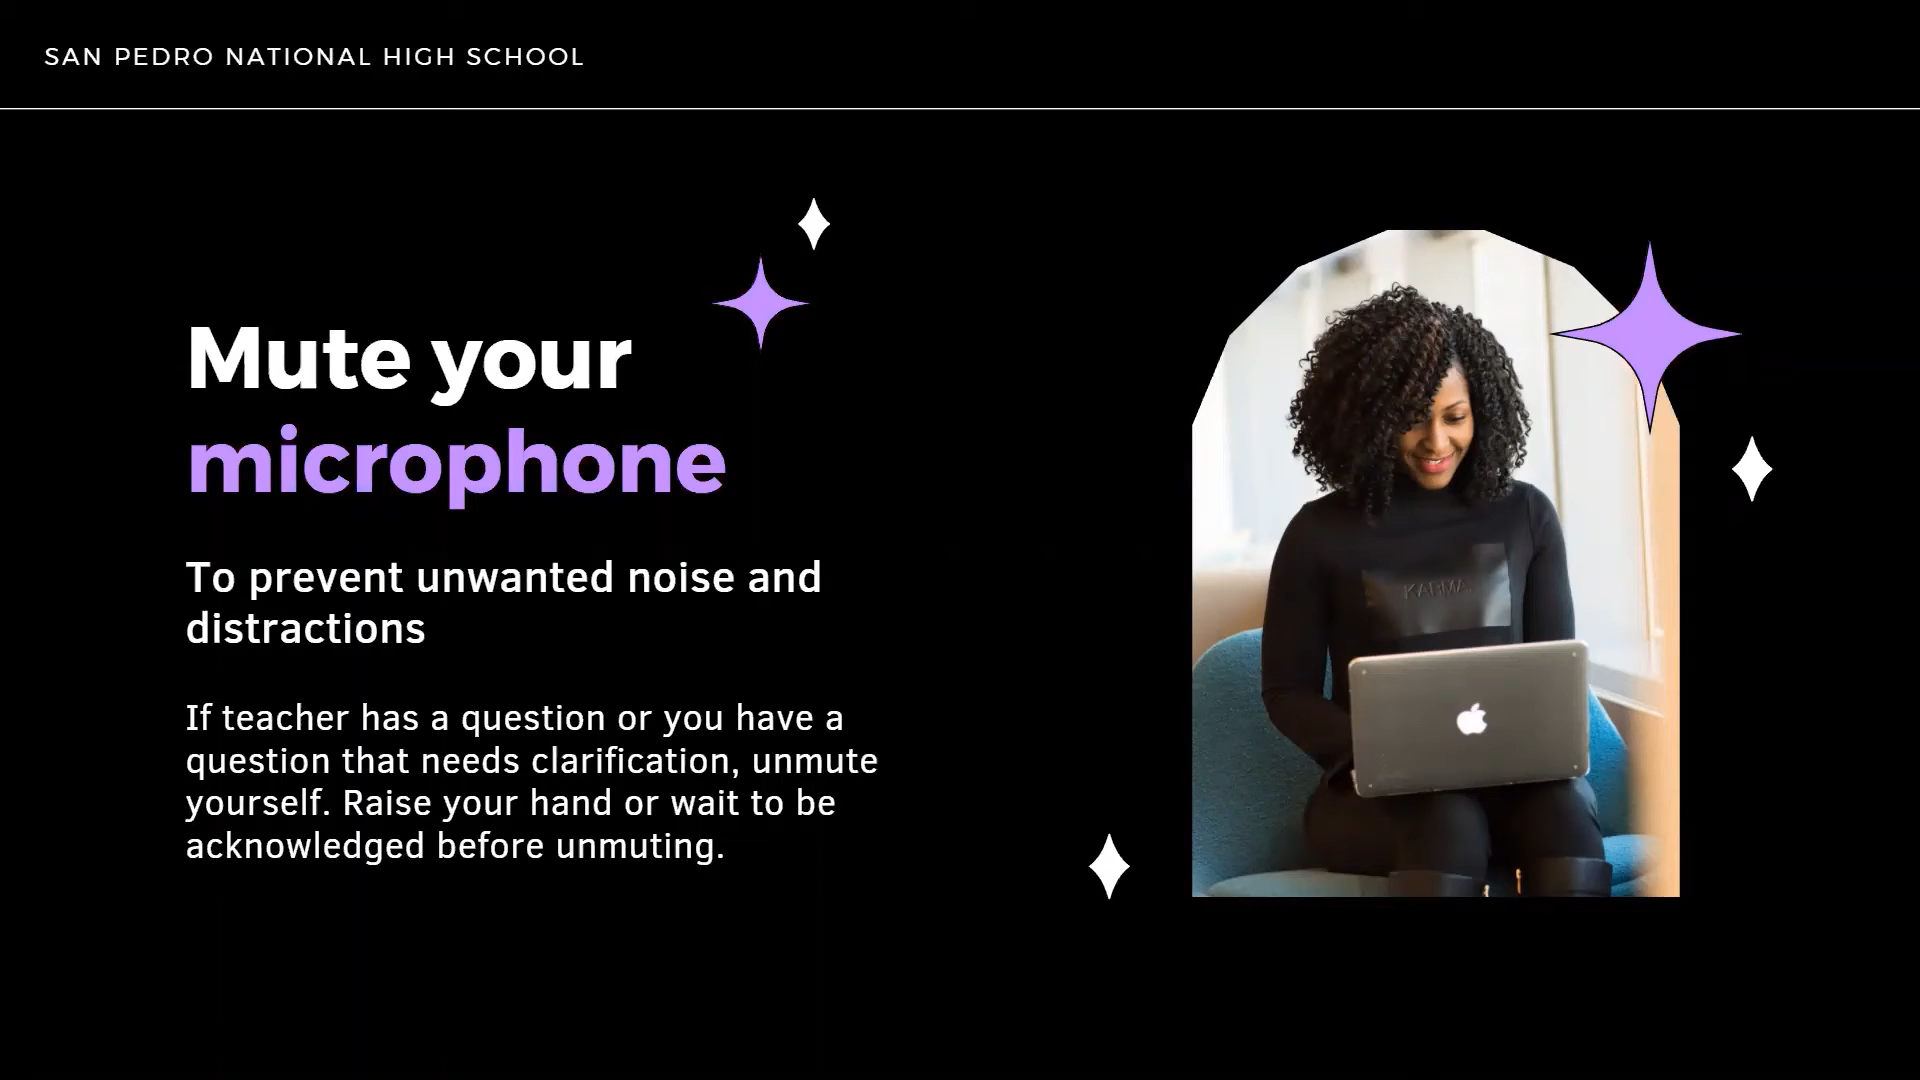 SAN PEDRO NATIONAL HIGH SCHOOL
Mute your
microphone
To prevent unwanted noise and
distractions
If teacher has a question or you have a
question that needs clarification, unmute
yourself. Raise your hand or wait to be
acknowledged before unmuting.
KARMA